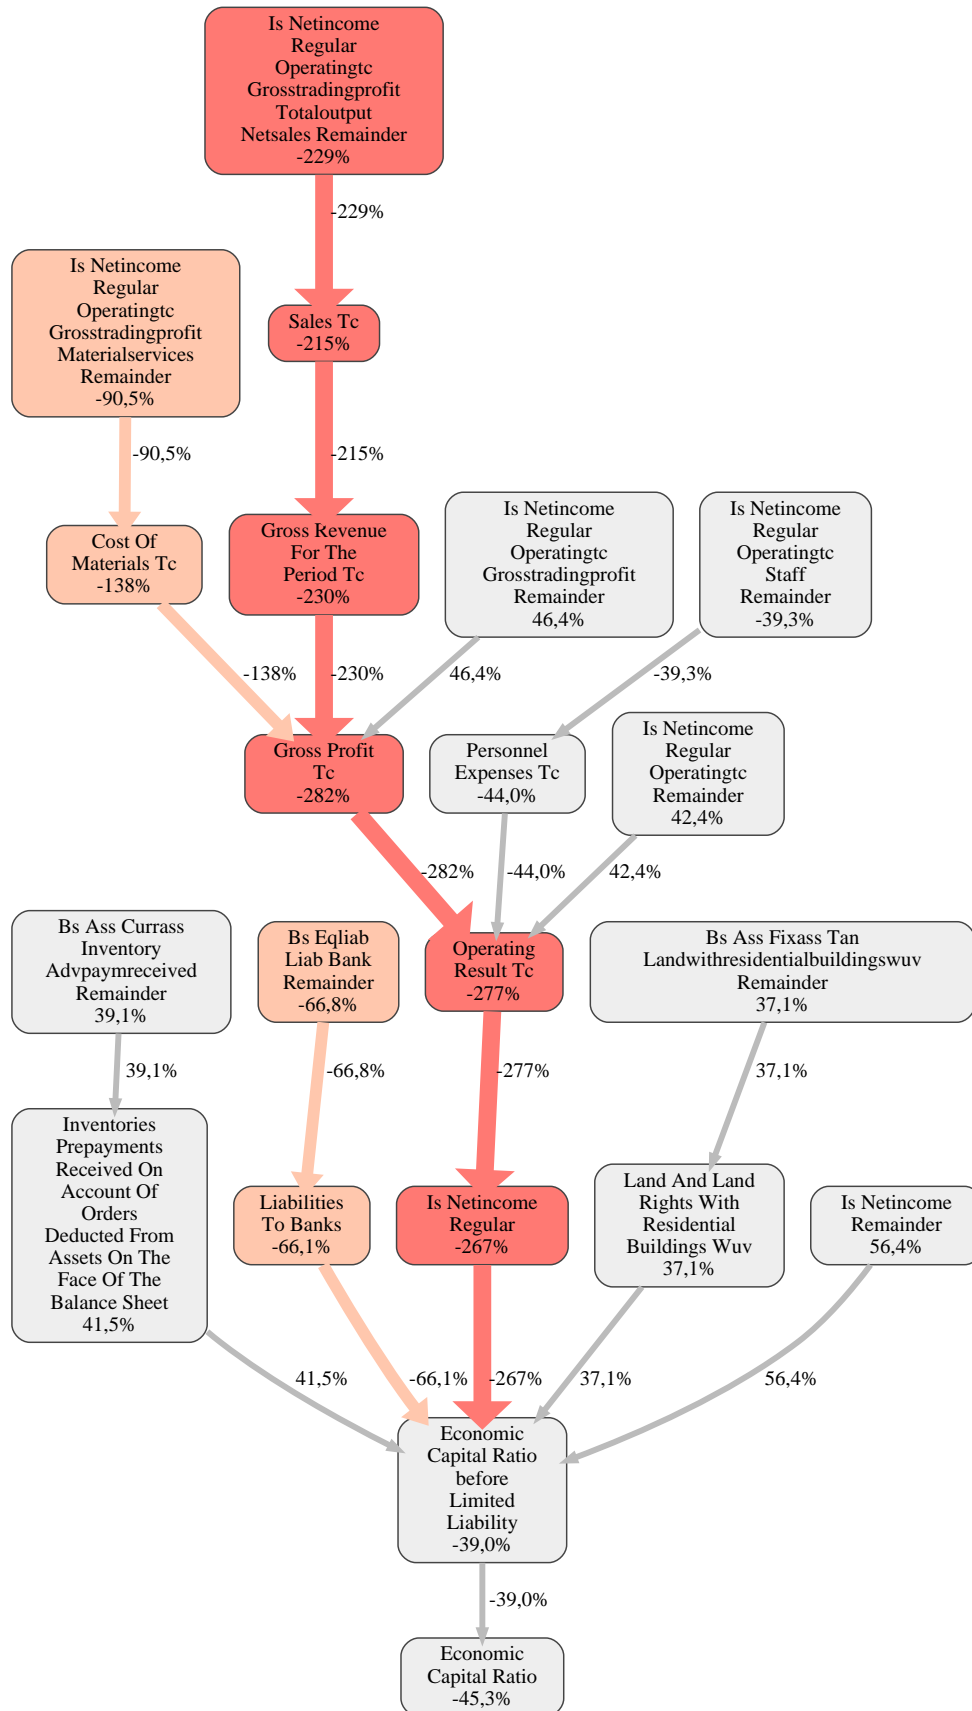 Is Netincome
Regular
Operatingtc
Grosstradingprofit
Totaloutput
Netsales Remainder
-229%
-229%
Is Netincome
Regular
Operatingtc
Grosstradingprofit
Materialservices
Remainder
-90,5%
Sales Tc
-215%
-90,5%
-215%
Cost Of
Materials Tc
-138%
Gross Revenue
For The
Period Tc
-230%
Is Netincome
Regular
Operatingtc
Grosstradingprofit
Remainder
46,4%
Is Netincome
Regular
Operatingtc
Staff
Remainder
-39,3%
-138%
-230%
46,4%
-39,3%
Gross Profit
Tc
-282%
Personnel
Expenses Tc
-44,0%
Is Netincome
Regular
Operatingtc
Remainder
42,4%
-282%
-44,0%
42,4%
Bs Ass Currass
Inventory
Advpaymreceived
Remainder
39,1%
Bs Eqliab
Liab Bank
Remainder
-66,8%
Operating
Result Tc
-277%
Bs Ass Fixass Tan
Landwithresidentialbuildingswuv
Remainder
37,1%
39,1%
-66,8%
-277%
37,1%
Inventories
Prepayments
Received On
Account Of
Orders
Deducted From
Assets On The
Face Of The
Balance Sheet
41,5%
Liabilities
To Banks
-66,1%
Is Netincome
Regular
-267%
Land And Land
Rights With
Residential
Buildings Wuv
37,1%
Is Netincome
Remainder
56,4%
41,5%
-66,1%
-267%
37,1%
56,4%
Economic
Capital Ratio
before
Limited
Liability
-39,0%
-39,0%
Economic
Capital Ratio
-45,3%